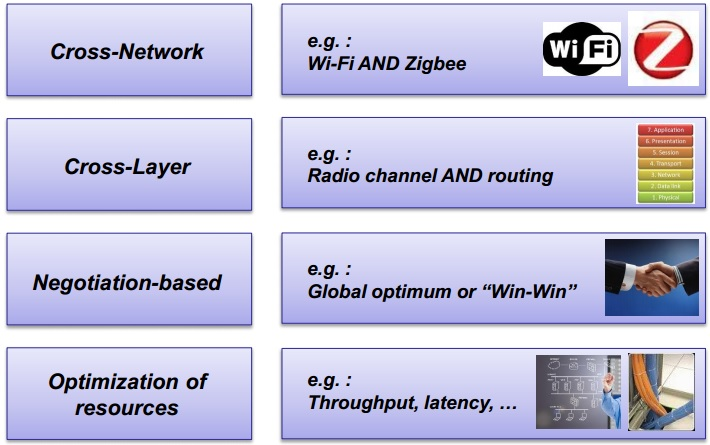 Cross-Network
e.g. :
Wi-Fi AND Zigbee
Wi Fi
Z
Cross-Layer
e.g. :
Radio channel AND routing
7. Application
6. Presentation
5. Session
4. Transport
3. Network
2. Data link
1. Physical
Negotiation-based
e.g. :
Global optimum or “Win-Win”
Optimization of
resources
e.g. :
Throughput, latency, …